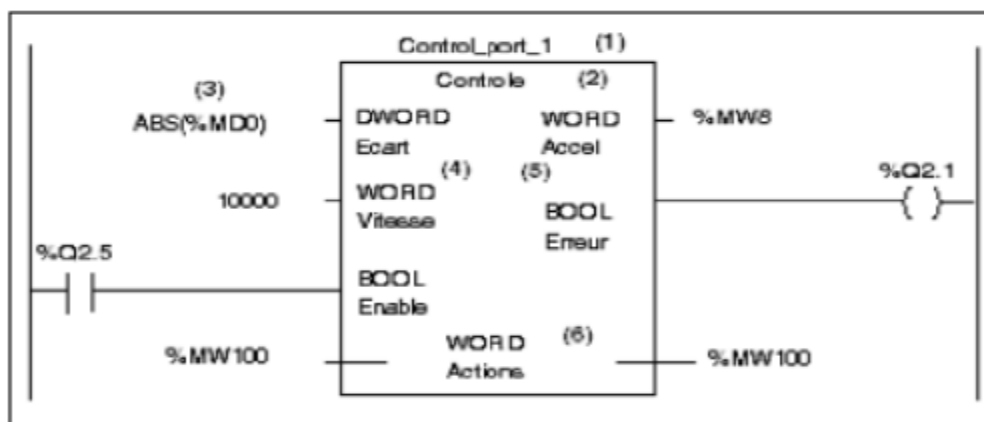 Control_port_1 (1)
Controle (2)
(3)
ABS(%MD0)
DWORD
Ecart
WORD
Accel
%MW8
(4)
(5)
10000
WORD
Vitesse
BOOL
Erreur
%Q2.1
( )
%Q2.5
BOOL
Enable
%MW100
WORD (6)
Actions
%MW100